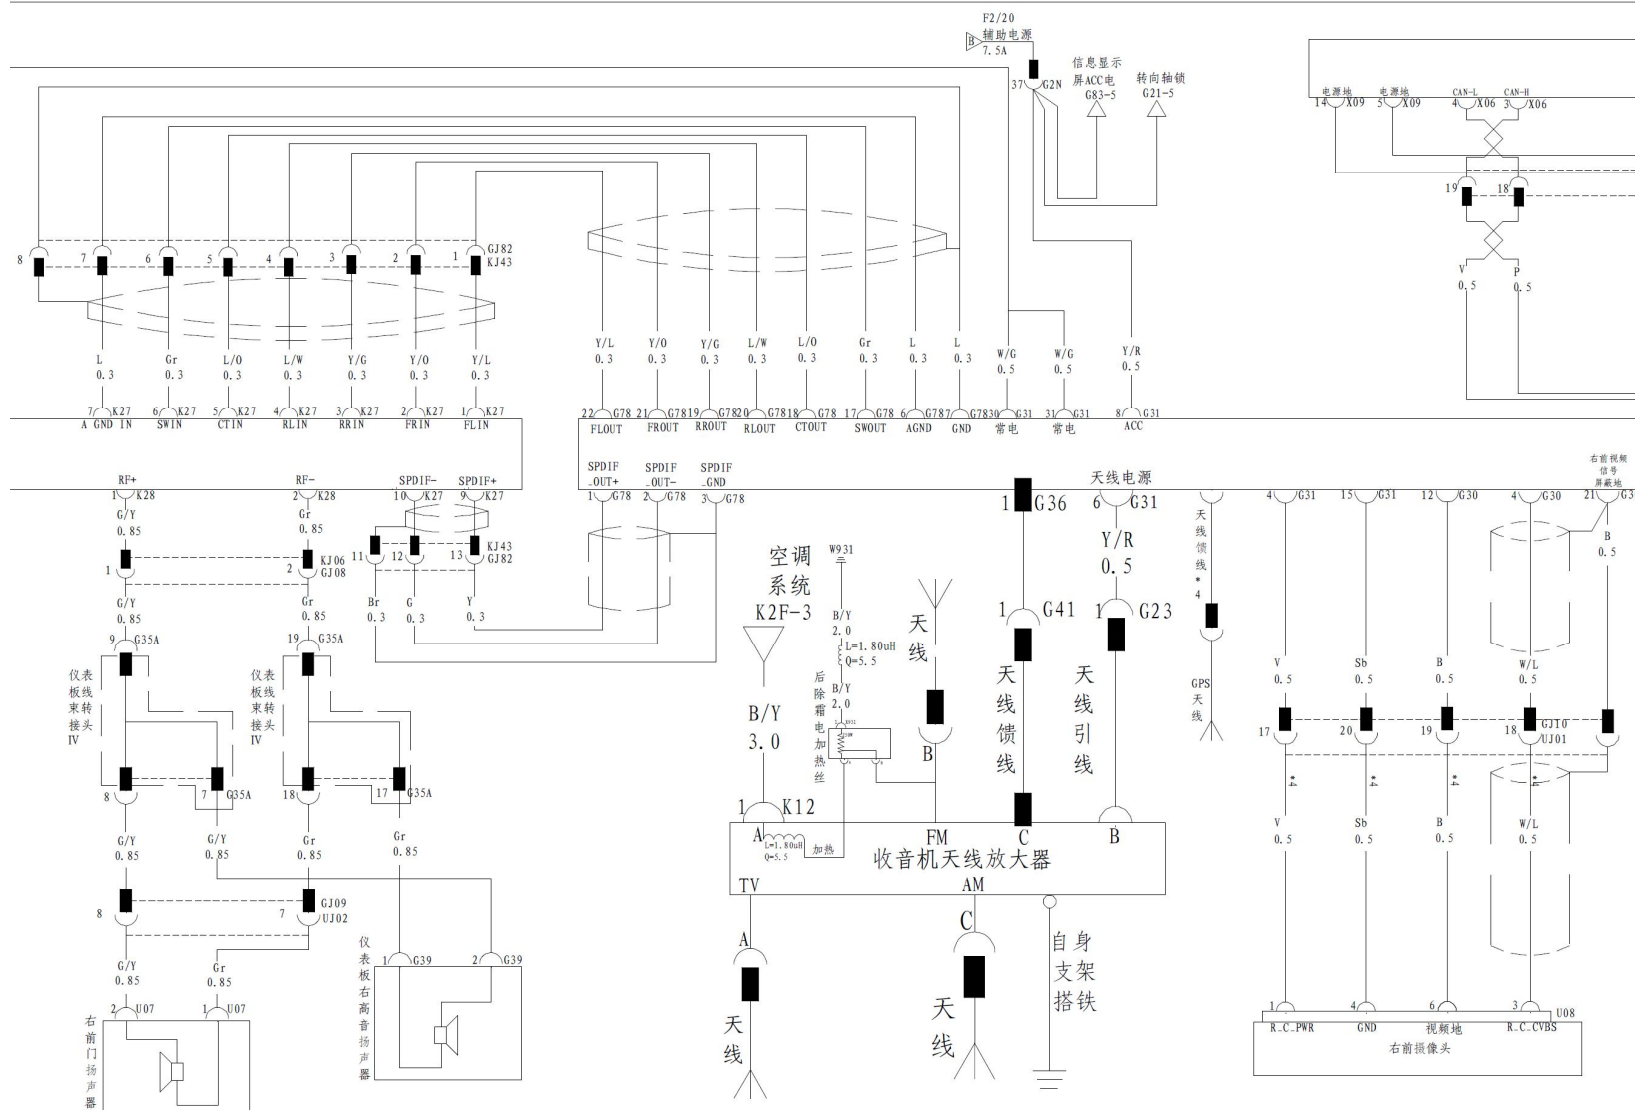 F2/20
辅助电源
7.5A
B
37
G2N
信息显示
屏ACC电
G83-5
转向轴锁
G21-5
电源地
14 X09
电源地
5 X09
CAN-L
4 X06
CAN-H
3 X06
19
18
V
0.5
P
0.5
8
7
6
5
4
3
2
1
GJ82
KJ43
L
0.3
Gr
0.3
L/O
0.3
L/W
0.3
Y/G
0.3
Y/O
0.3
Y/L
0.3
Y/L
0.3
Y/O
0.3
Y/G
0.3
L/W
0.3
L/O
0.3
Gr
0.3
L
0.3
L
0.3
W/G
0.5
W/G
0.5
Y/R
0.5
7 K27
6 K27
5 K27
4 K27
3 K27
2 K27
1 K27
A GND IN
SWIN
CTIN
RLIN
RRIN
FRIN
FLIN
22 G78
21 G78
19 G78
20 G78
18 G78
17 G78
6 G78
7 G78
30 G31
31 G31
8 G31
FLOUT
FROUT
RROUT
RLOUT
CTOUT
SWOUT
AGND
GND
常电
常电
ACC
RF+
1 K28
RF-
2 K28
SPDIF-
10 K27
SPDIF+
9 K27
SPDIF
_OUT+
1 G78
SPDIF
_OUT-
2 G78
SPDIF
_GND
3 G78
1 G36
天线电源
6 G31
4 G31
15 G31
12 G30
4 G30
右前视频
信号
屏蔽地
21 G3
G/Y
0.85
Gr
0.85
1
2
KJ06
GJ08
11
12
13
KJ43
GJ82
G/Y
0.85
Gr
0.85
Br
0.3
G
0.3
Y
0.3
9 G35A
19 G35A
仪表板线束转接头IV
仪表板线束转接头IV
8
7 G35A
18
17 G35A
G/Y
0.85
G/Y
0.85
Gr
0.85
Gr
0.85
8
7
GJ09
UJ02
G/Y
0.85
Gr
0.85
2 U07
1 U07
右前门扬声器
仪表板右高音扬声器
1 G39
2 G39
空调
系统
K2F-3
B/Y
3.0
1 K12
W931
B/Y
2.0
L=1.80uH
Q=5.5
B/Y
2.0
后除霜电加热丝
天线
B
1 G41
天线馈线
Y/R
0.5
1 G23
天线引线
天线馈线*4
GPS
天线
A
FM
C
B
L=1.80uH
Q=5.5
加热
收音机天线放大器
TV
AM
A
天线
C
天线
自身
支架
搭铁
B
0.5
V
0.5
Sb
0.5
B
0.5
W/L
0.5
17
20
19
18
GJ10
UJ01
*4
*4
*4
*4
V
0.5
Sb
0.5
B
0.5
W/L
0.5
1
4
6
3
U08
R_C_PWR
GND
视频地
R_C_CVBS
右前摄像头